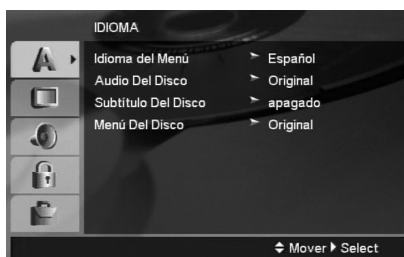 IDIOMA
A
Idioma del Menú Español
Audio Del Disco Original
Subtítulo Del Disco apagado
Menú Del Disco Original
Mover Select